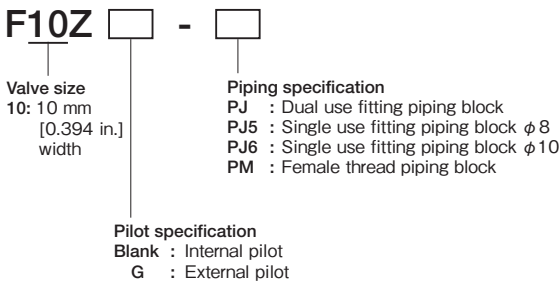 F10Z -
Valve size
10: 10 mm
[0.394 in.]
width
Piping specification
PJ : Dual use fitting piping block
PJ5 : Single use fitting piping block φ8
PJ6 : Single use fitting piping block φ10
PM : Female thread piping block
Pilot specification
Blank : Internal pilot
G : External pilot